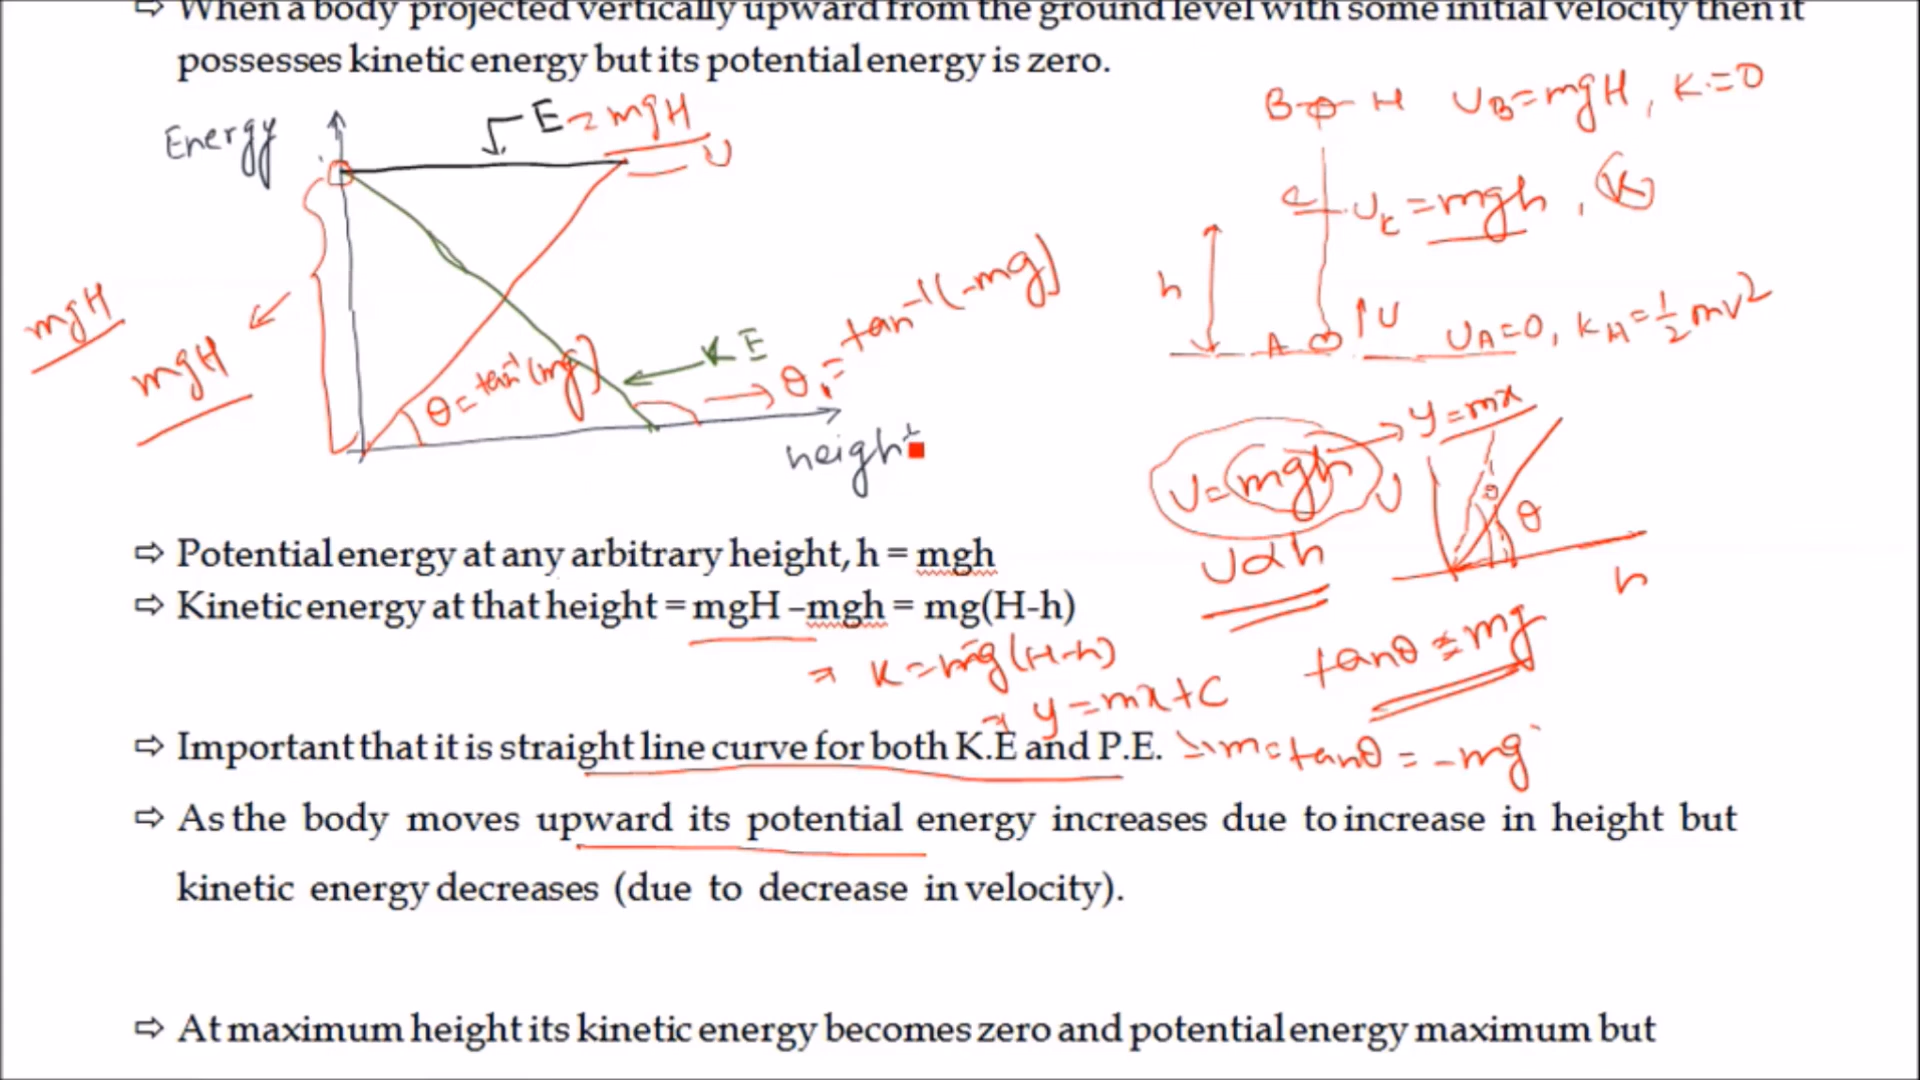 ⇨ When a body projected vertically upward from the ground level with some initial velocity then it
possesses kinetic energy but its potential energy is zero.
Energy
E = mgH
U
B H U_B = mgH, K = 0
C U_C = mgh, K
h
A U U_A = 0, K_A = 1/2 mv²
mgH
mgH
θ = tan⁻¹(mg)
KE
θ₁ = tan⁻¹(-mg)
height
U = mgh
y = mx
U
θ
h
U ∝ h
tanθ = mg
⇨ Potential energy at any arbitrary height, h = mgh
⇨ Kinetic energy at that height = mgH –mgh = mg(H-h)
⇒ K = mg(H-h)
⇒ y = mx + C
⇨ Important that it is straight line curve for both K.E and P.E.
m = tanθ = -mg
⇨ As the body moves upward its potential energy increases due to increase in height but
kinetic energy decreases (due to decrease in velocity).
⇨ At maximum height its kinetic energy becomes zero and potential energy maximum but